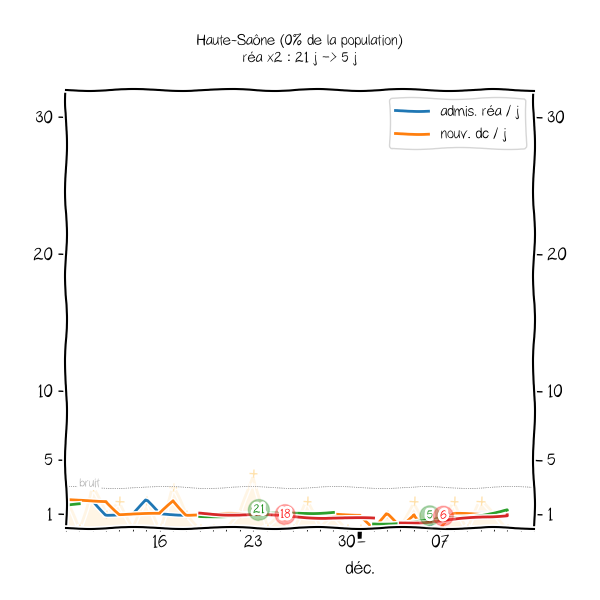 Haute-Saône (0% de la population)
réa x2 : 21 j -> 5 j
admis. réa / j
nouv. dc / j
30 30
20 20
10 10
5 5
bruit
1 21 18 5 6 1
16 23 30 07
déc.